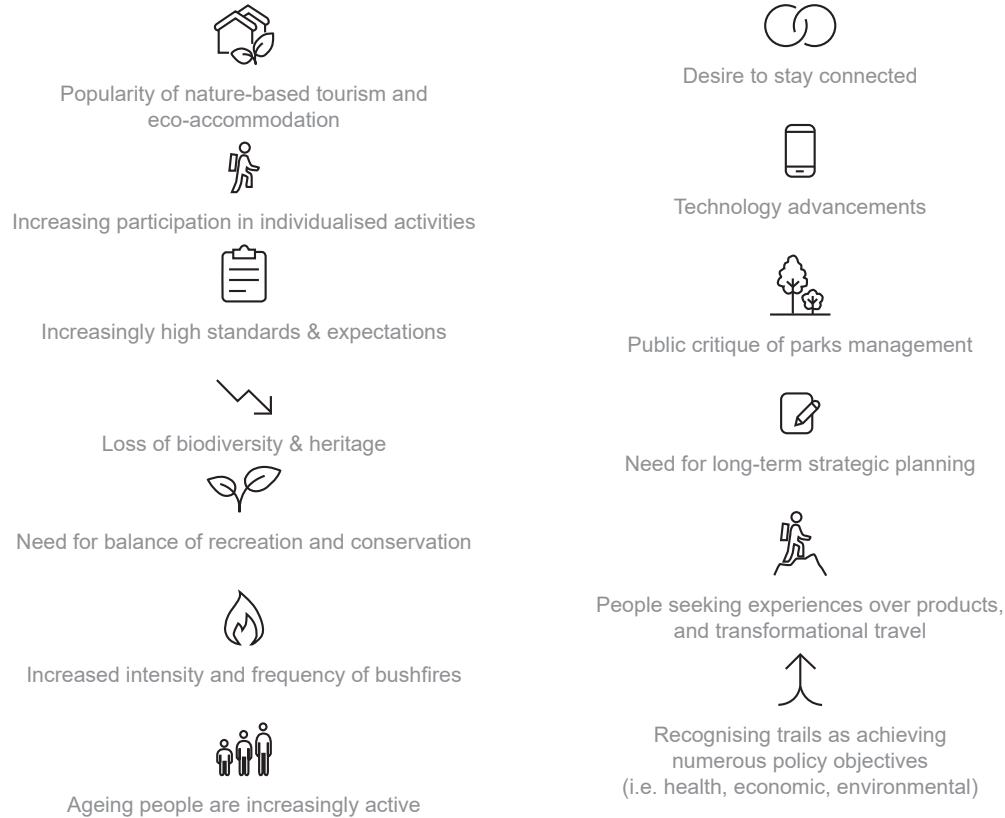 Popularity of nature-based tourism and
eco-accommodation
Increasing participation in individualised activities
Increasingly high standards & expectations
Loss of biodiversity & heritage
Need for balance of recreation and conservation
Increased intensity and frequency of bushfires
Ageing people are increasingly active
Desire to stay connected
Technology advancements
Public critique of parks management
Need for long-term strategic planning
People seeking experiences over products,
and transformational travel
Recognising trails as achieving
numerous policy objectives
(i.e. health, economic, environmental)